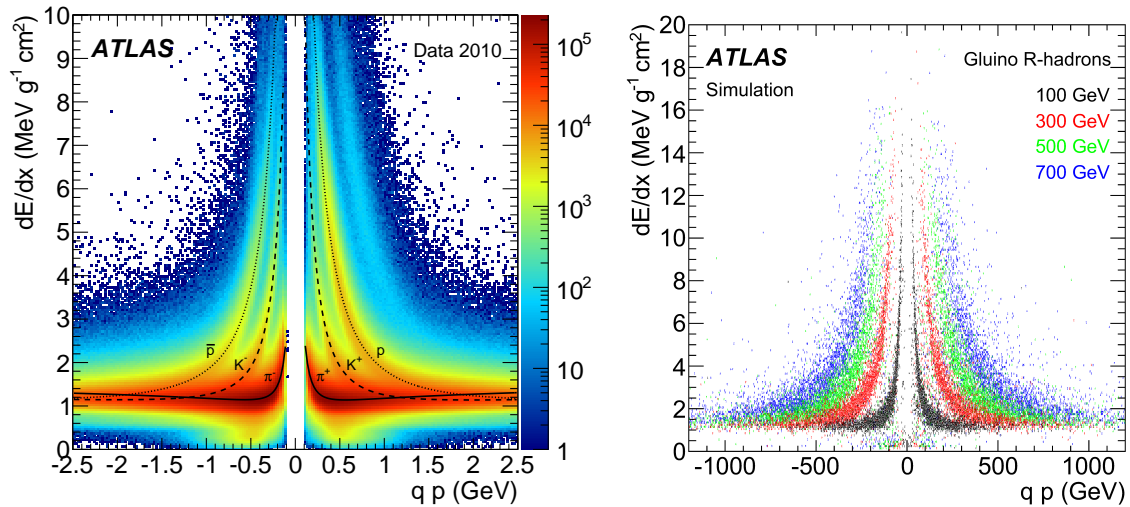 ATLAS
Data 2010
dE/dx (MeV g⁻¹ cm²)
10
9
8
7
6
5
4
3
2
1
0
p̄
K⁻
π⁻
π⁺
K⁺
p
-2.5 -2 -1.5 -1 -0.5 0 0.5 1 1.5 2 2.5
q p (GeV)
10⁵
10⁴
10³
10²
10
1
ATLAS
Simulation
Gluino R-hadrons
100 GeV
300 GeV
500 GeV
700 GeV
dE/dx (MeV g⁻¹ cm²)
20
18
16
14
12
10
8
6
4
2
0
-1000 -500 0 500 1000
q p (GeV)